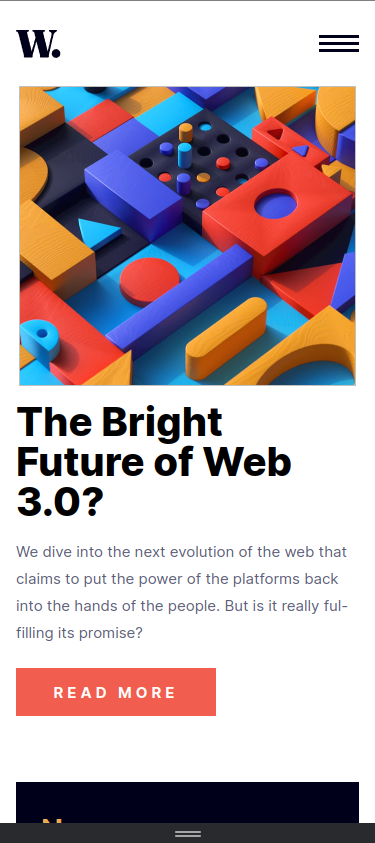 W.
The Bright
Future of Web
3.0?
We dive into the next evolution of the web that
claims to put the power of the platforms back
into the hands of the people. But is it really ful-
filling its promise?
READ MORE